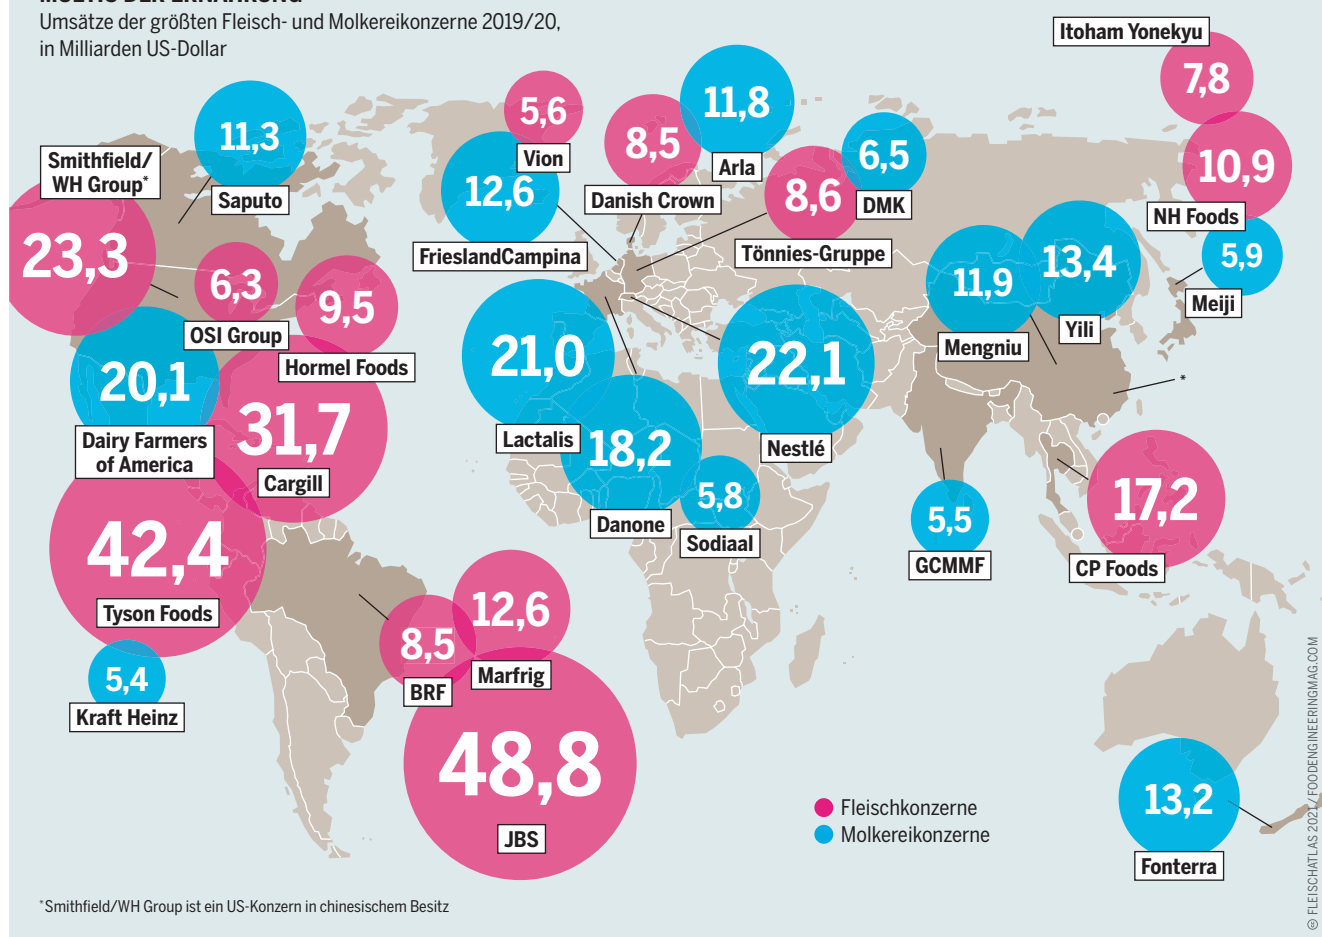 MULTIS DER ERNÄHRUNG
Umsätze der größten Fleisch- und Molkereikonzerne 2019/20,
in Milliarden US-Dollar
Itoham Yonekyu
7,8
10,9
NH Foods
5,9
Meiji
Smithfield/
WH Group*
23,3
11,3
Saputo
6,3
OSI Group
9,5
Hormel Foods
20,1
Dairy Farmers
of America
31,7
Cargill
42,4
Tyson Foods
5,4
Kraft Heinz
5,6
Vion
12,6
FrieslandCampina
8,5
Danish Crown
11,8
Arla
8,6
Tönnies-Gruppe
6,5
DMK
21,0
Lactalis
18,2
Danone
5,8
Sodiaal
22,1
Nestlé
11,9
Mengniu
13,4
Yili
*
5,5
GCMMF
17,2
CP Foods
8,5
BRF
12,6
Marfrig
48,8
JBS
13,2
Fonterra
Fleischkonzerne
Molkereikonzerne
*Smithfield/WH Group ist ein US-Konzern in chinesischem Besitz
FLEISCHATLAS 2021 / FOODENGINEERINGMAG.COM